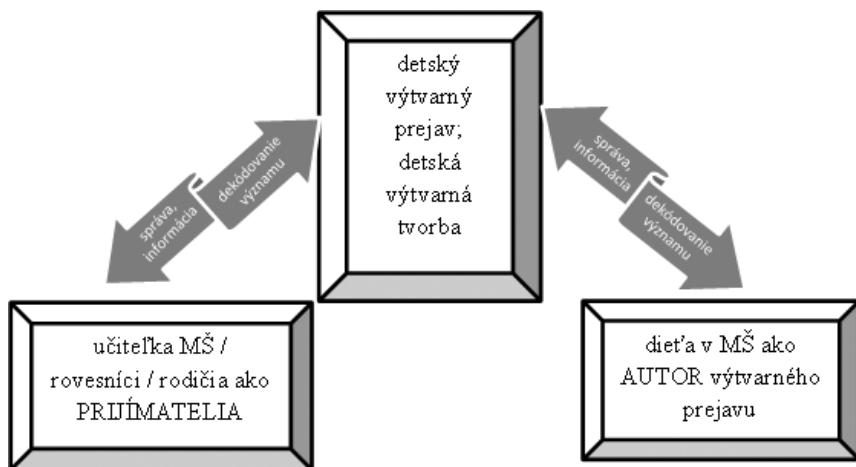 detský
výtvarný
prejav;
detská
výtvarná
tvorba
správa,
informácia
dekódovanie
významu
správa,
informácia
dekódovanie
významu
učiteľka MŠ /
rovesníci / rodičia ako
PRIJÍMATELIA
dieťa v MŠ ako
AUTOR výtvarného
prejavu